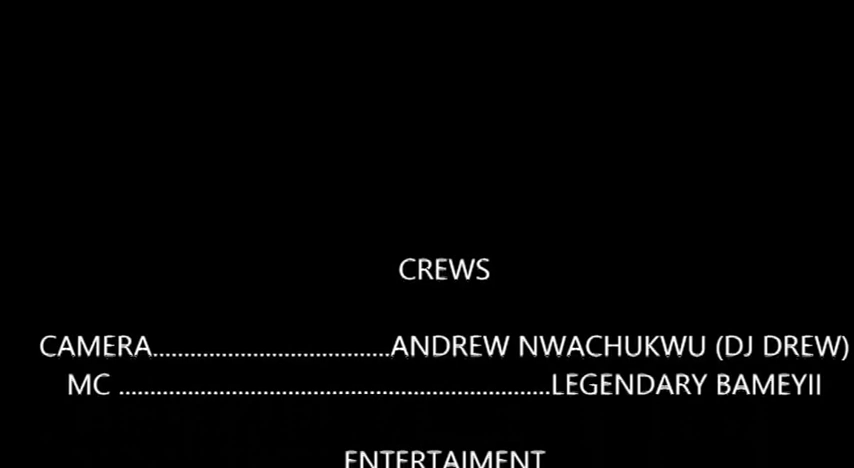 CREWS
CAMERA......................................ANDREW NWACHUKWU (DJ DREW)
MC .....................................................................LEGENDARY BAMEYII
ENTERTAIMENT